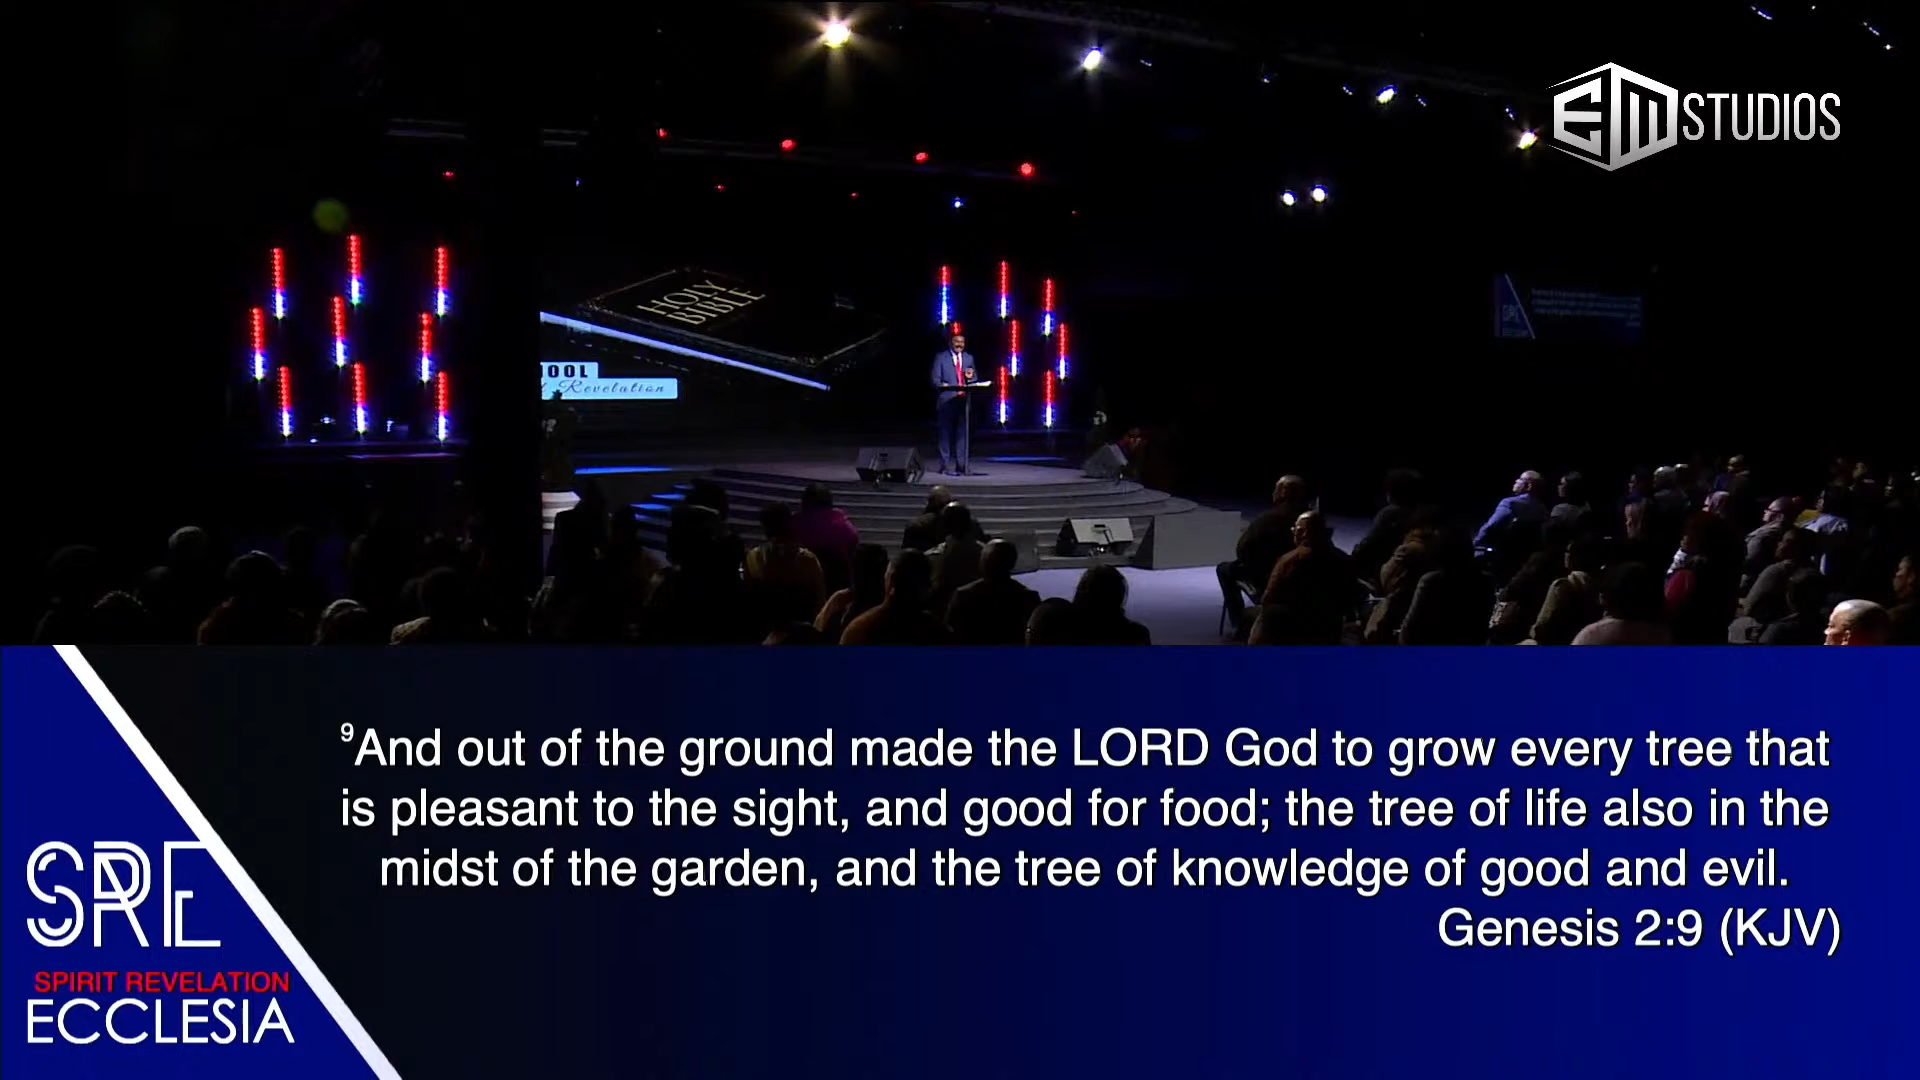 EM STUDIOS
HOLY
BIBLE
OOL
Revelation
SRE
⁹And out of the ground made the LORD God to grow every tree that
is pleasant to the sight, and good for food; the tree of life also in the
midst of the garden, and the tree of knowledge of good and evil.
Genesis 2:9 (KJV)
SRE
SPIRIT REVELATION
ECCLESIA